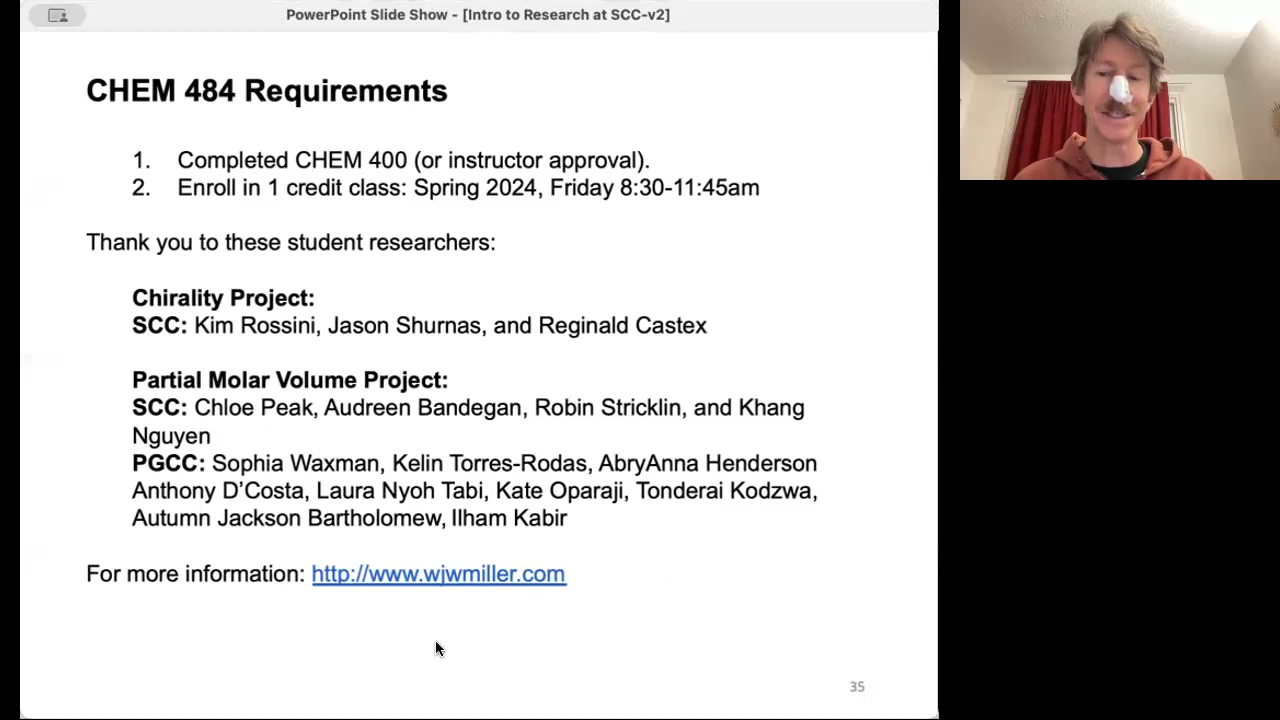 PowerPoint Slide Show - [Intro to Research at SCC-v2]
CHEM 484 Requirements
1. Completed CHEM 400 (or instructor approval).
2. Enroll in 1 credit class: Spring 2024, Friday 8:30-11:45am
Thank you to these student researchers:
Chirality Project:
SCC: Kim Rossini, Jason Shurnas, and Reginald Castex
Partial Molar Volume Project:
SCC: Chloe Peak, Audreen Bandegan, Robin Stricklin, and Khang
Nguyen
PGCC: Sophia Waxman, Kelin Torres-Rodas, AbryAnna Henderson
Anthony D’Costa, Laura Nyoh Tabi, Kate Oparaji, Tonderai Kodzwa,
Autumn Jackson Bartholomew, Ilham Kabir
For more information: http://www.wjwmiller.com
35